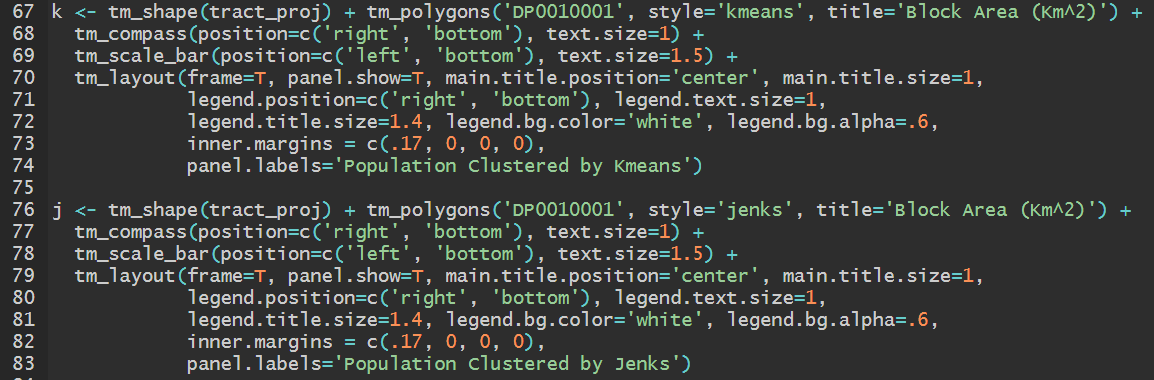 67 k <- tm_shape(tract_proj) + tm_polygons('DP0010001', style='kmeans', title='Block Area (Km^2)') +
68   tm_compass(position=c('right', 'bottom'), text.size=1) +
69   tm_scale_bar(position=c('left', 'bottom'), text.size=1.5) +
70   tm_layout(frame=T, panel.show=T, main.title.position='center', main.title.size=1,
71             legend.position=c('right', 'bottom'), legend.text.size=1,
72             legend.title.size=1.4, legend.bg.color='white', legend.bg.alpha=.6,
73             inner.margins = c(.17, 0, 0, 0),
74             panel.labels='Population Clustered by Kmeans')
75
76 j <- tm_shape(tract_proj) + tm_polygons('DP0010001', style='jenks', title='Block Area (Km^2)') +
77   tm_compass(position=c('right', 'bottom'), text.size=1) +
78   tm_scale_bar(position=c('left', 'bottom'), text.size=1.5) +
79   tm_layout(frame=T, panel.show=T, main.title.position='center', main.title.size=1,
80             legend.position=c('right', 'bottom'), legend.text.size=1,
81             legend.title.size=1.4, legend.bg.color='white', legend.bg.alpha=.6,
82             inner.margins = c(.17, 0, 0, 0),
83             panel.labels='Population Clustered by Jenks')